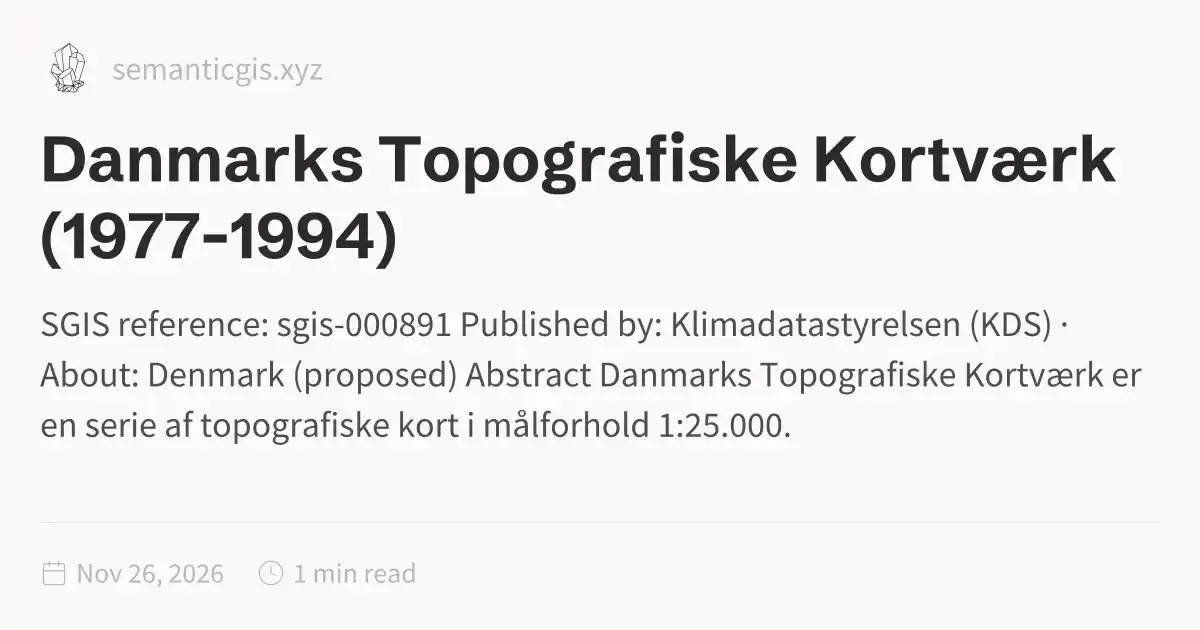 semanticgis.xyz
Danmarks Topografiske Kortværk
(1977-1994)
SGIS reference: sgis-000891 Published by: Klimadatastyrelsen (KDS) ·
About: Denmark (proposed) Abstract Danmarks Topografiske Kortværk er
en serie af topografiske kort i målforhold 1:25.000.
Nov 26, 2026 1 min read